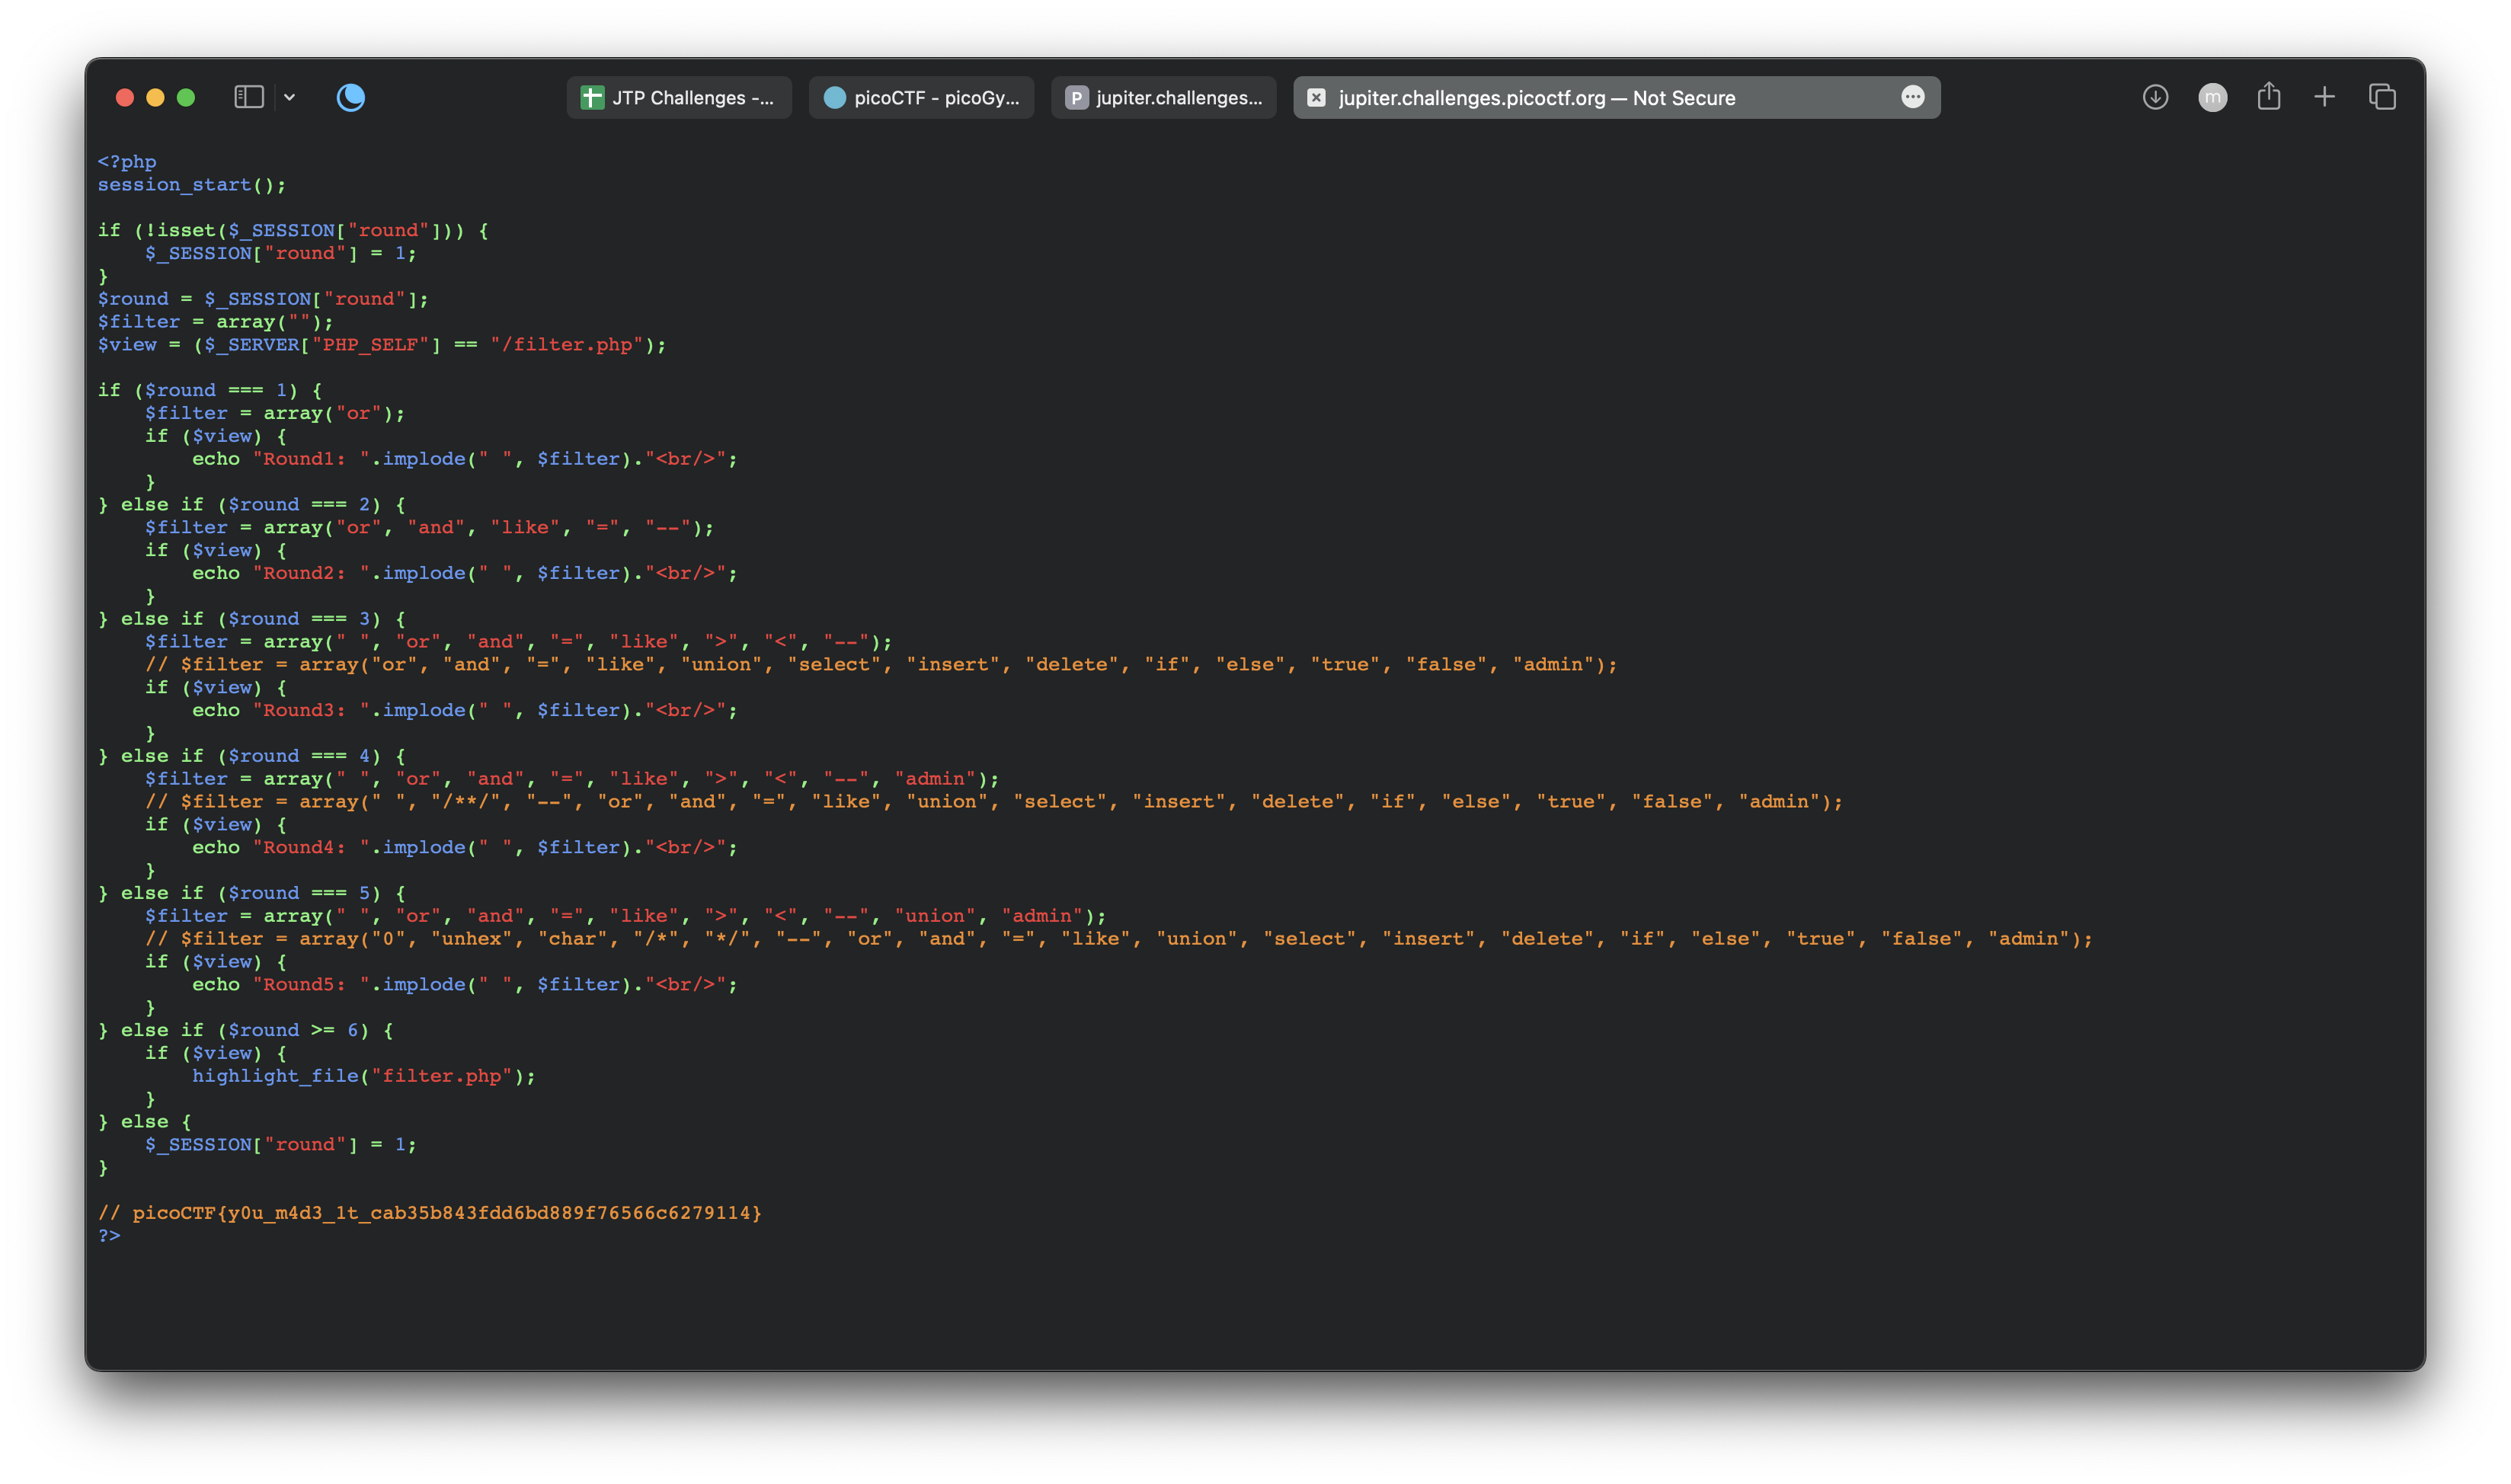 JTP Challenges -...
picoCTF - picoGy...
P jupiter.challenges...
jupiter.challenges.picoctf.org — Not Secure
m
<?php
session_start();
if (!isset($_SESSION["round"])) {
    $_SESSION["round"] = 1;
}
$round = $_SESSION["round"];
$filter = array("");
$view = ($_SERVER["PHP_SELF"] == "/filter.php");
if ($round === 1) {
    $filter = array("or");
    if ($view) {
        echo "Round1: ".implode(" ", $filter)."<br/>";
    }
} else if ($round === 2) {
    $filter = array("or", "and", "like", "=", "--");
    if ($view) {
        echo "Round2: ".implode(" ", $filter)."<br/>";
    }
} else if ($round === 3) {
    $filter = array(" ", "or", "and", "=", "like", ">", "<", "--");
    // $filter = array("or", "and", "=", "like", "union", "select", "insert", "delete", "if", "else", "true", "false", "admin");
    if ($view) {
        echo "Round3: ".implode(" ", $filter)."<br/>";
    }
} else if ($round === 4) {
    $filter = array(" ", "or", "and", "=", "like", ">", "<", "--", "admin");
    // $filter = array(" ", "/**/", "--", "or", "and", "=", "like", "union", "select", "insert", "delete", "if", "else", "true", "false", "admin");
    if ($view) {
        echo "Round4: ".implode(" ", $filter)."<br/>";
    }
} else if ($round === 5) {
    $filter = array(" ", "or", "and", "=", "like", ">", "<", "--", "union", "admin");
    // $filter = array("0", "unhex", "char", "/*", "*/", "--", "or", "and", "=", "like", "union", "select", "insert", "delete", "if", "else", "true", "false", "admin");
    if ($view) {
        echo "Round5: ".implode(" ", $filter)."<br/>";
    }
} else if ($round >= 6) {
    if ($view) {
        highlight_file("filter.php");
    }
} else {
    $_SESSION["round"] = 1;
}
// picoCTF{y0u_m4d3_1t_cab35b843fdd6bd889f76566c6279114}
?>